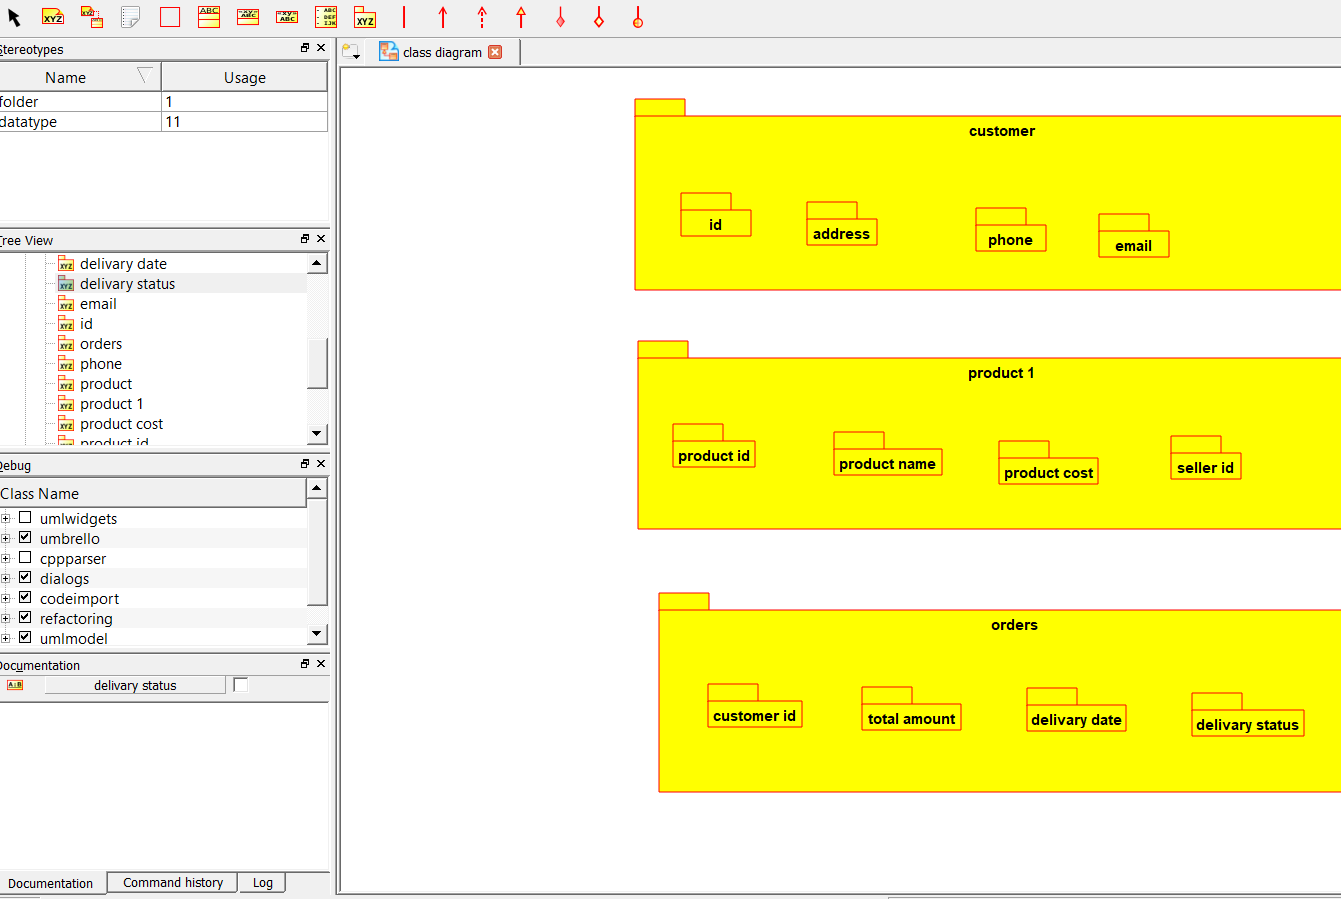 Stereotypes
Name Usage
folder 1
datatype 11
Tree View
delivary date
delivary status
email
id
orders
phone
product
product 1
product cost
product id
Debug
Class Name
umlwidgets
umbrello
cppparser
dialogs
codeimport
refactoring
umlmodel
Documentation
delivary status
Documentation Command history Log
class diagram
customer
id address phone email
product 1
product id product name product cost seller id
orders
customer id total amount delivary date delivary status